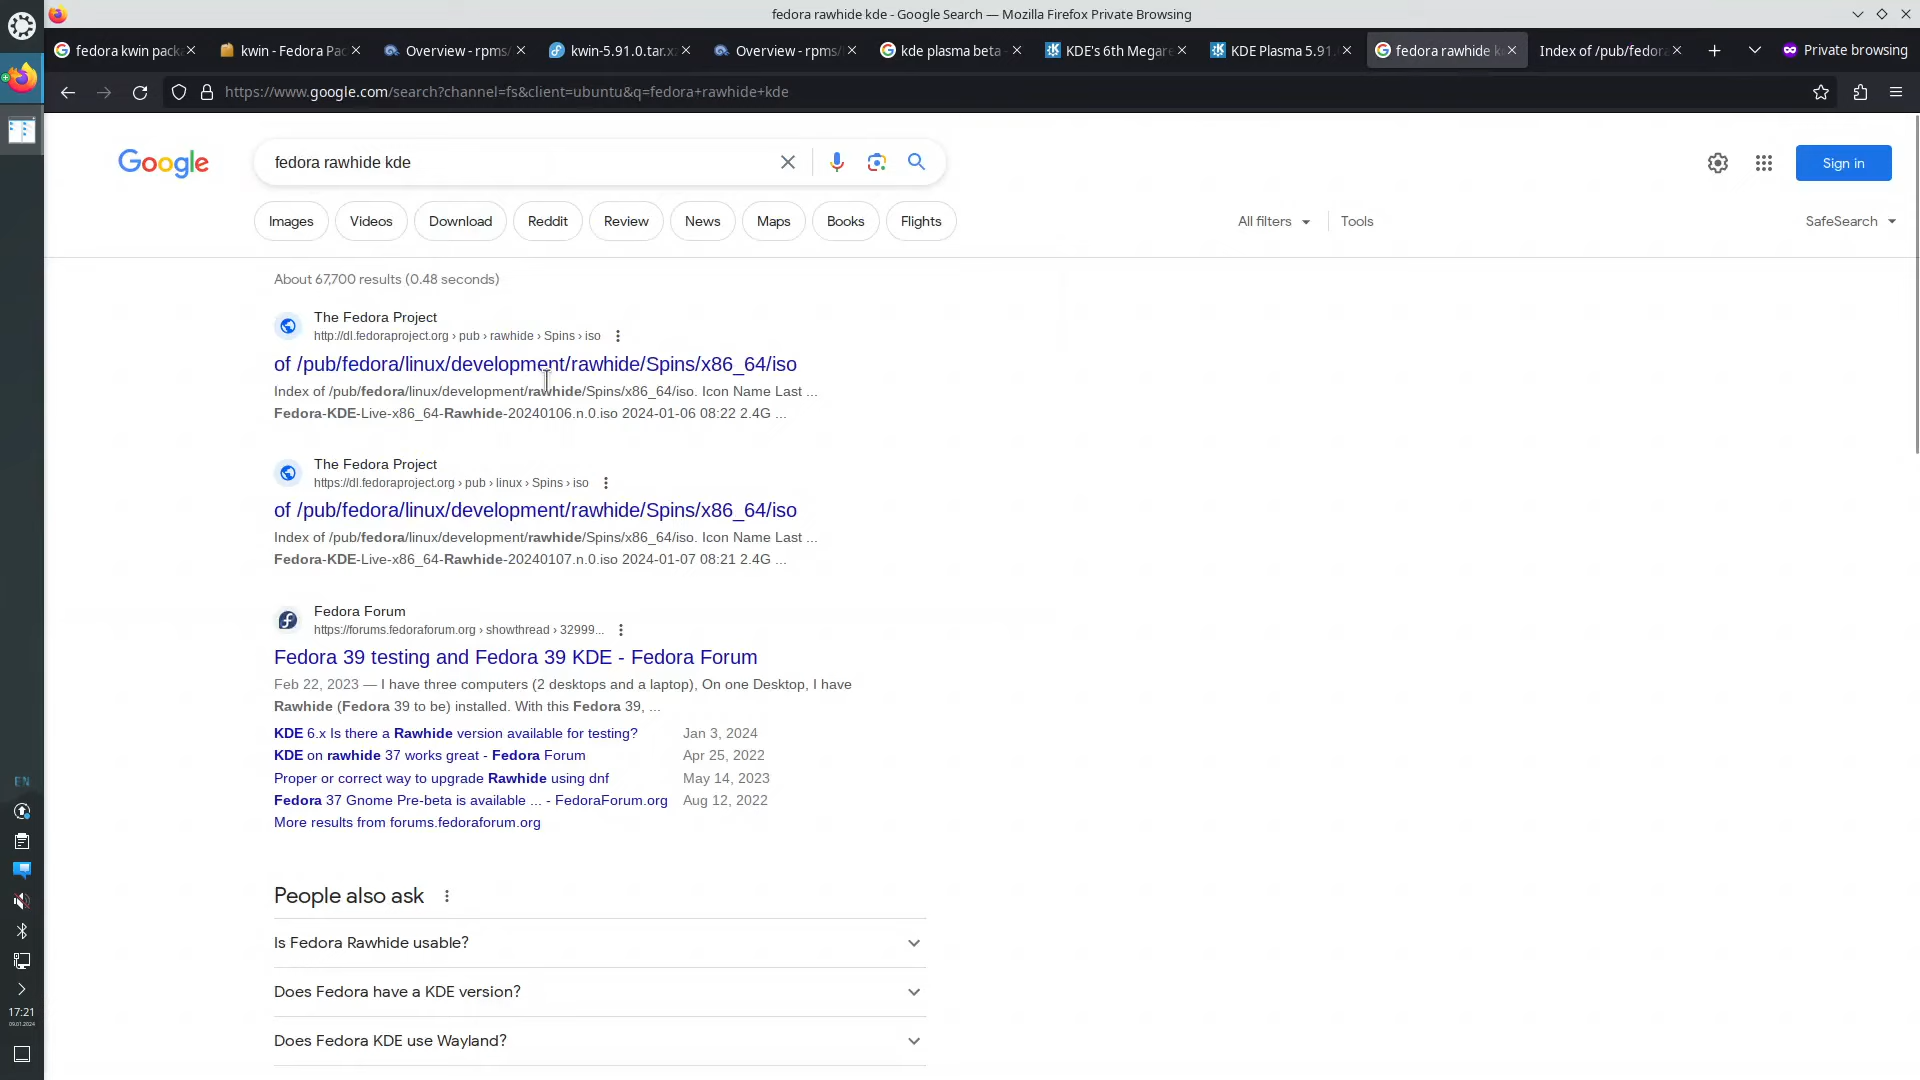 fedora rawhide kde - Google Search — Mozilla Firefox Private Browsing
fedora kwin pack
kwin - Fedora Pac
Overview - rpms/
kwin-5.91.0.tar.x
Overview - rpms/
kde plasma beta -
KDE's 6th Megare
KDE Plasma 5.91.
fedora rawhide k
Index of /pub/fedora
Private browsing
https://www.google.com/search?channel=fs&client=ubuntu&q=fedora+rawhide+kde
Google
fedora rawhide kde
Sign in
Images
Videos
Download
Reddit
Review
News
Maps
Books
Flights
All filters
Tools
SafeSearch
About 67,700 results (0.48 seconds)
The Fedora Project
http://dl.fedoraproject.org › pub › rawhide › Spins › iso
of /pub/fedora/linux/development/rawhide/Spins/x86_64/iso
Index of /pub/fedora/linux/development/rawhide/Spins/x86_64/iso. Icon Name Last ...
Fedora-KDE-Live-x86_64-Rawhide-20240106.n.0.iso 2024-01-06 08:22 2.4G ...
The Fedora Project
https://dl.fedoraproject.org › pub › linux › Spins › iso
of /pub/fedora/linux/development/rawhide/Spins/x86_64/iso
Index of /pub/fedora/linux/development/rawhide/Spins/x86_64/iso. Icon Name Last ...
Fedora-KDE-Live-x86_64-Rawhide-20240107.n.0.iso 2024-01-07 08:21 2.4G ...
Fedora Forum
https://forums.fedoraforum.org › showthread › 32999...
Fedora 39 testing and Fedora 39 KDE - Fedora Forum
Feb 22, 2023 — I have three computers (2 desktops and a laptop), On one Desktop, I have
Rawhide (Fedora 39 to be) installed. With this Fedora 39, ...
KDE 6.x Is there a Rawhide version available for testing? Jan 3, 2024
KDE on rawhide 37 works great - Fedora Forum Apr 25, 2022
Proper or correct way to upgrade Rawhide using dnf May 14, 2023
Fedora 37 Gnome Pre-beta is available ... - FedoraForum.org Aug 12, 2022
More results from forums.fedoraforum.org
People also ask
Is Fedora Rawhide usable?
Does Fedora have a KDE version?
Does Fedora KDE use Wayland?
EN
17:21
09.01.2024